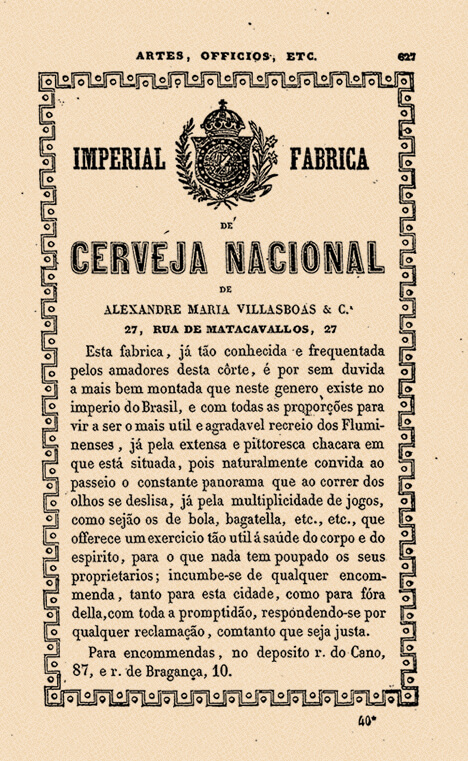 ARTES, OFFICIOS, ETC. 627
IMPERIAL FABRICA
DE
CERVEJA NACIONAL
DE
ALEXANDRE MARIA VILLASBOAS & C.ª
27, RUA DE MATACAVALLOS, 27
Esta fabrica, já tão conhecida e frequentada
pelos amadores desta côrte, é por sem duvida
a mais bem montada que neste genero existe no
imperio do Brasil, e com todas as proporções para
vir a ser o mais util e agradavel recreio dos Flumi-
nenses, já pela extensa e pittoresca chacara em
que está situada, pois naturalmente convida ao
passeio o constante panorama que ao correr dos
olhos se deslisa, já pela multiplicidade de jogos,
como sejão os de bola, bagatella, etc., etc., que
offerece um exercicio tão util á saúde do corpo e do
espirito, para o que nada tem poupado os seus
proprietarios; incumbe-se de qualquer encom-
menda, tanto para esta cidade, como para fóra
della, com toda a promptidão, respondendo-se por
qualquer reclamação, comtanto que seja justa.
Para encommendas, no deposito r. do Cano,
87, e r. de Bragança, 10.
40*